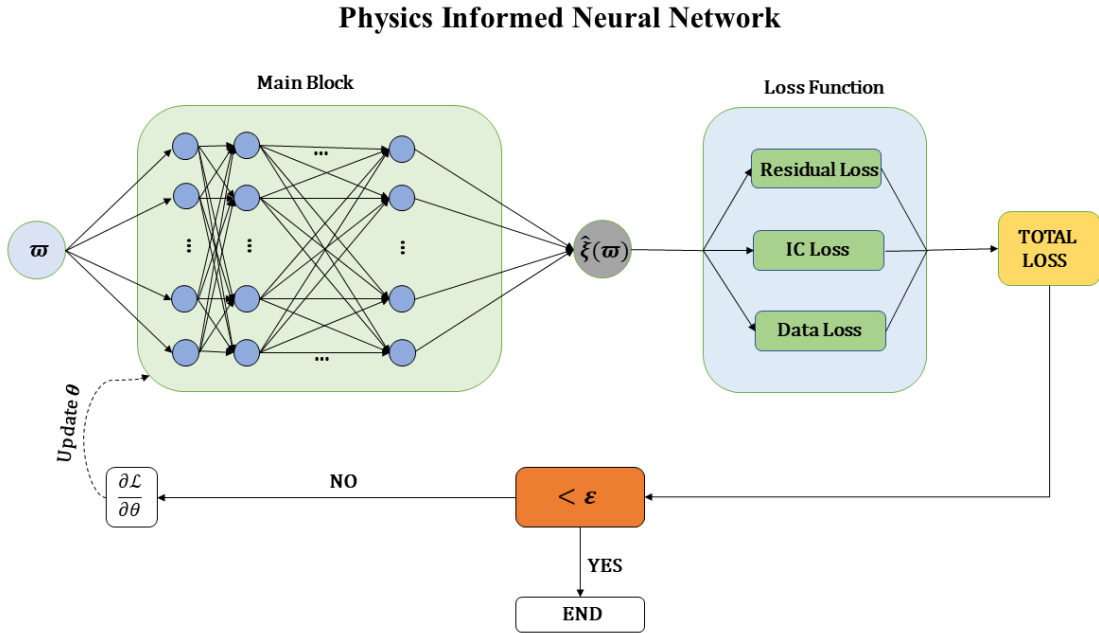 Physics Informed Neural Network
Main Block
Loss Function
...
Residual Loss
ϖ
⋮
⋮
⋮
ξ̂(ϖ)
IC Loss
TOTAL
LOSS
Data Loss
...
Update θ
∂ℒ
∂θ
NO
< ε
YES
END